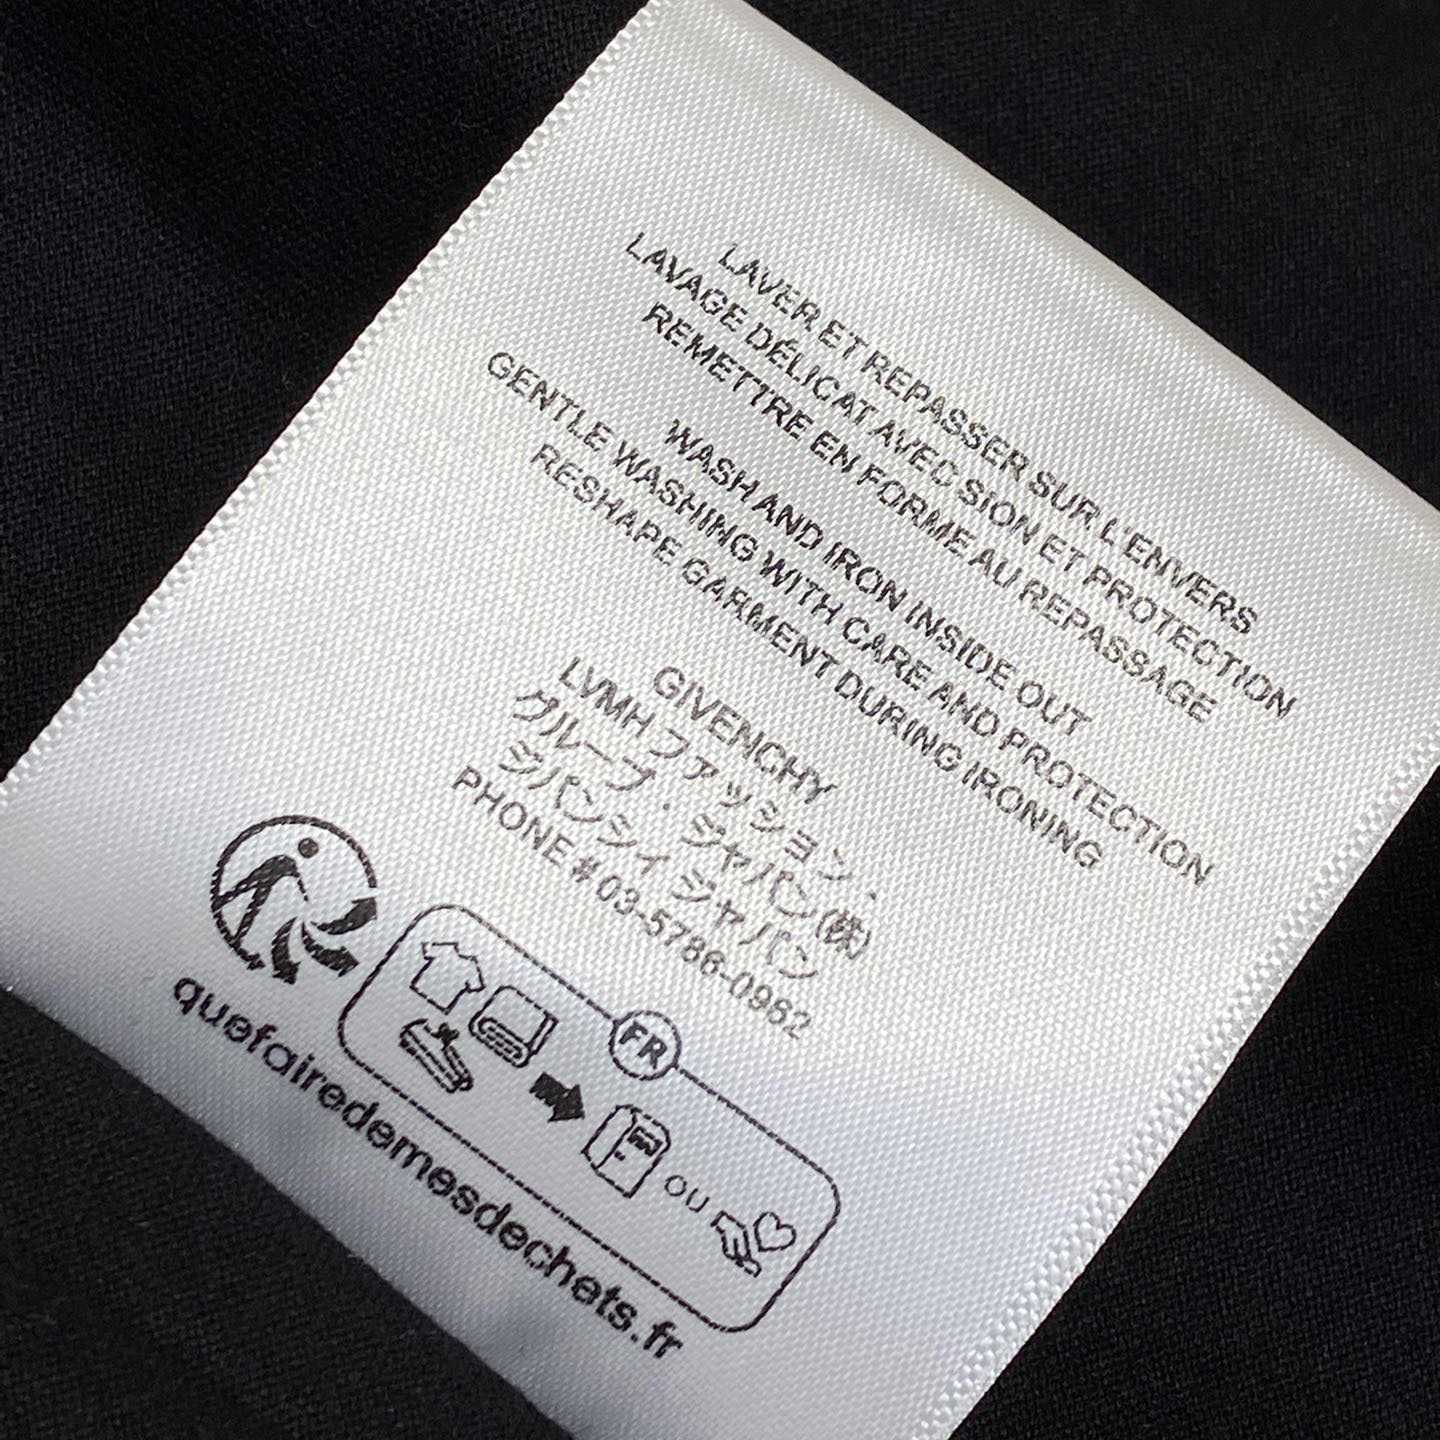 LAVER ET REPASSER SUR L'ENVERS
LAVAGE DÉLICAT AVEC SION ET PROTECTION
REMETTRE EN FORME AU REPASSAGE
WASH AND IRON INSIDE OUT
GENTLE WASHING WITH CARE AND PROTECTION
RESHAPE GARMENT DURING IRONING
GIVENCHY
LVMH ファッション・
グループ・ジャパン(株)
ジバンシィ ジャパン
PHONE # 03-5786-0962
FR
OU
quefairedemesdechets.fr